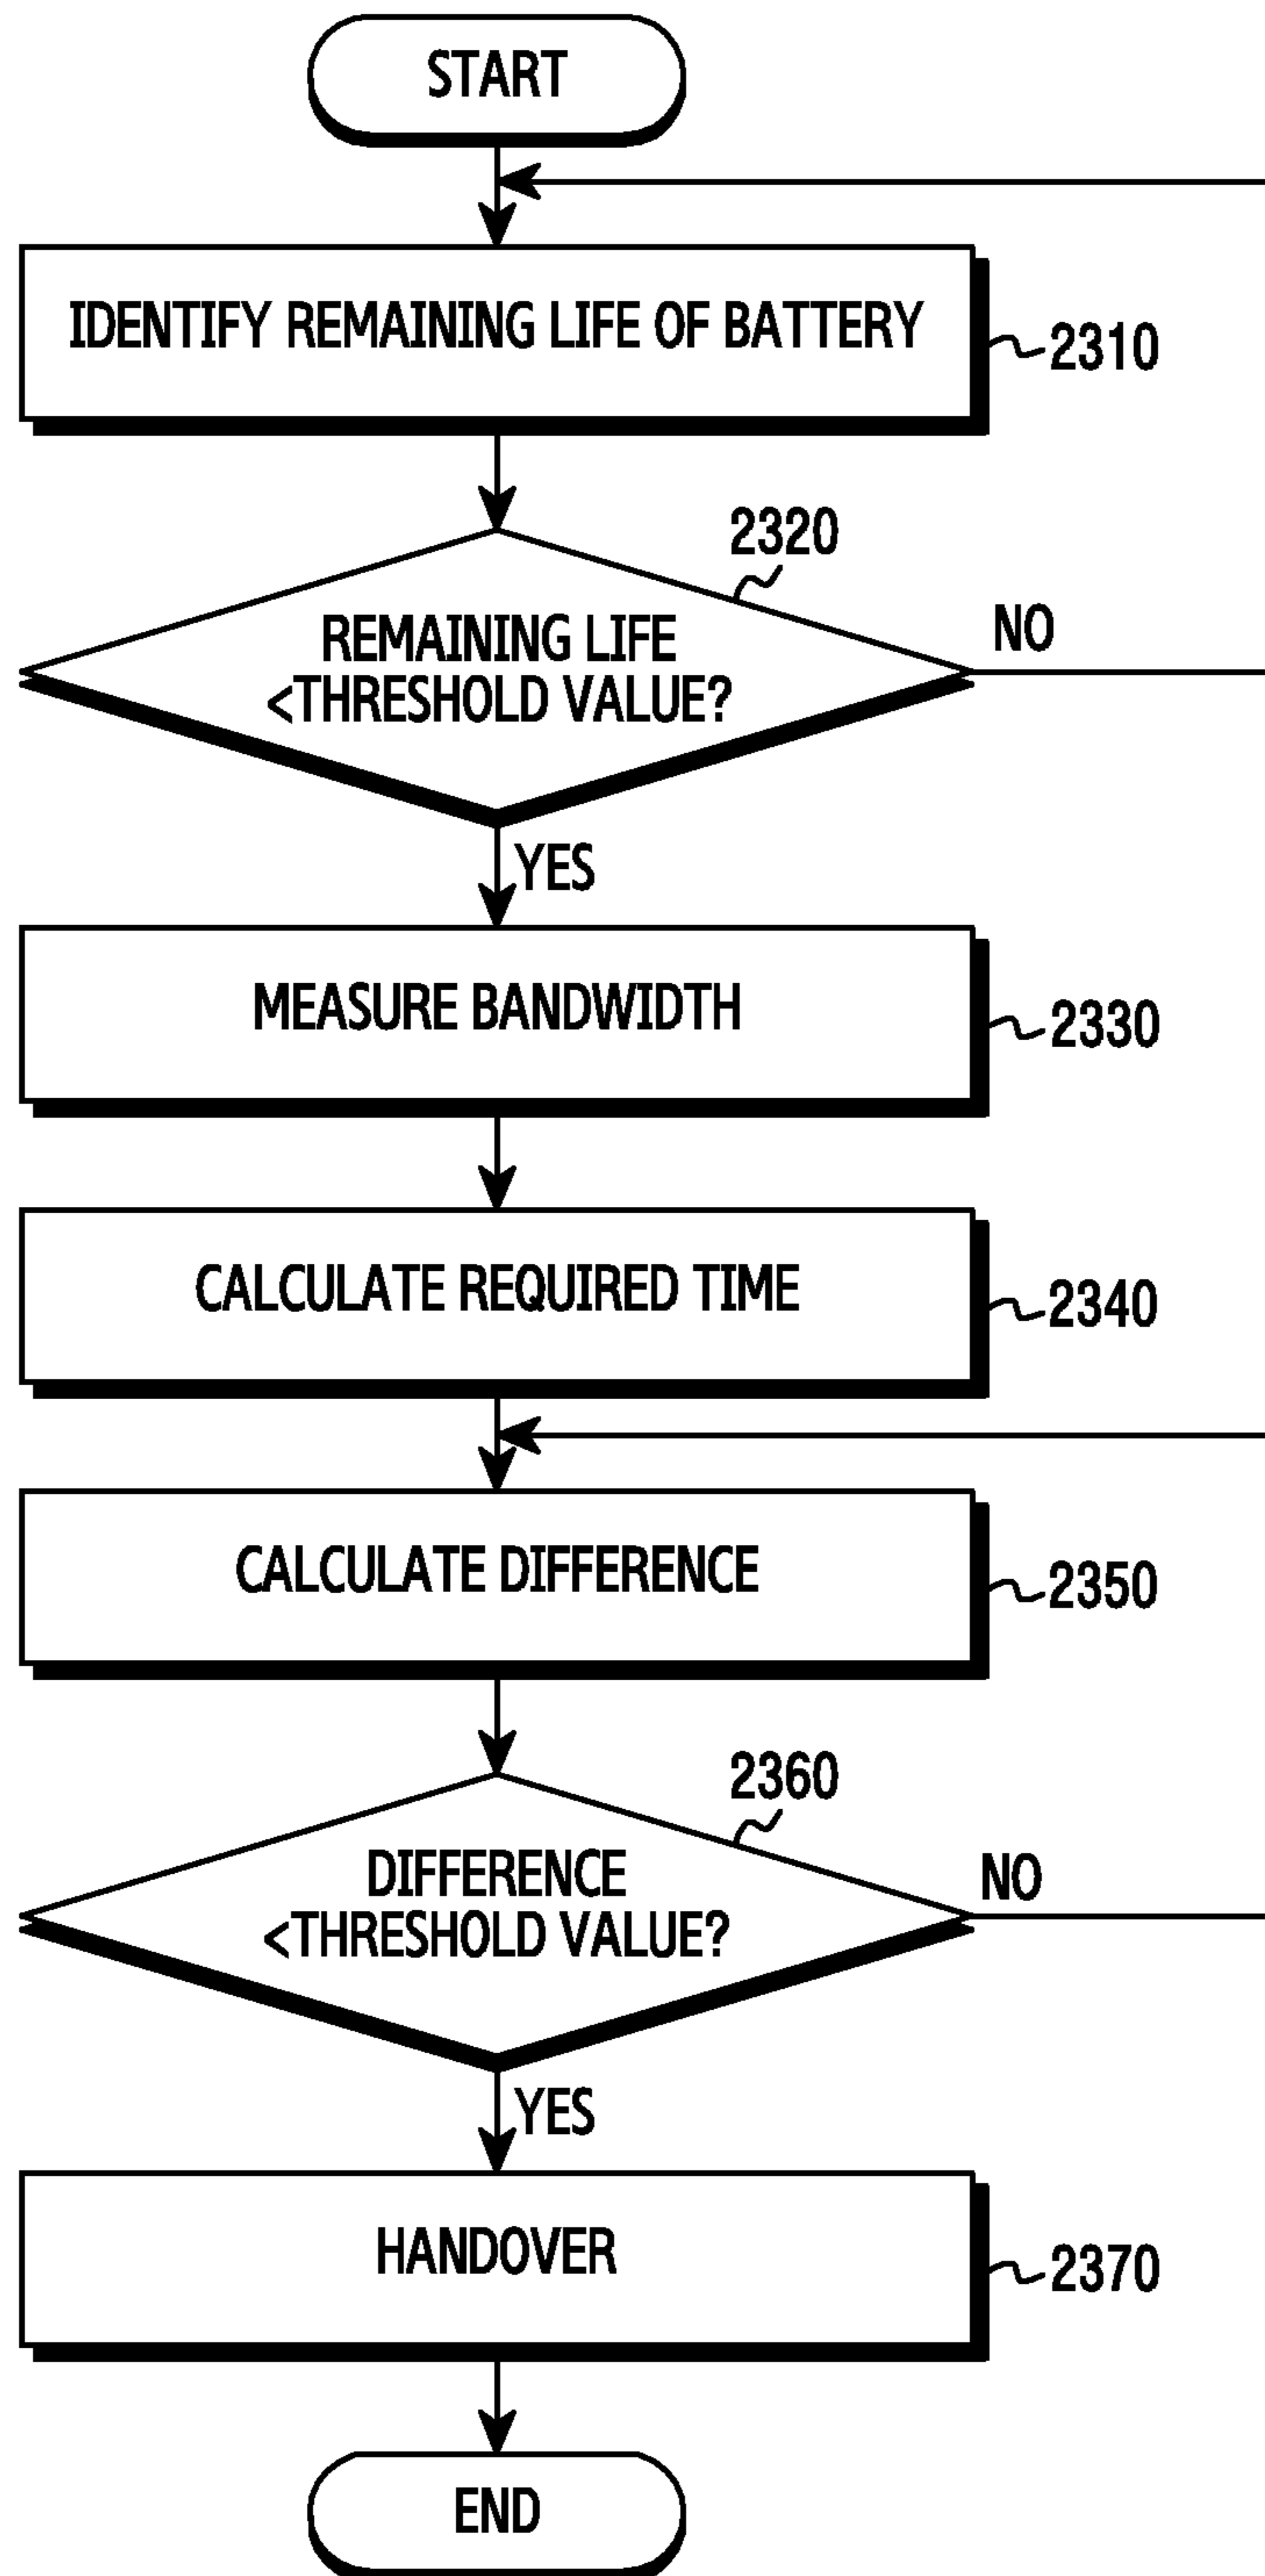 START
IDENTIFY REMAINING LIFE OF BATTERY
2310
2320
REMAINING LIFE
<THRESHOLD VALUE?
NO
YES
MEASURE BANDWIDTH
2330
CALCULATE REQUIRED TIME
2340
CALCULATE DIFFERENCE
2350
2360
DIFFERENCE
<THRESHOLD VALUE?
NO
YES
HANDOVER
2370
END